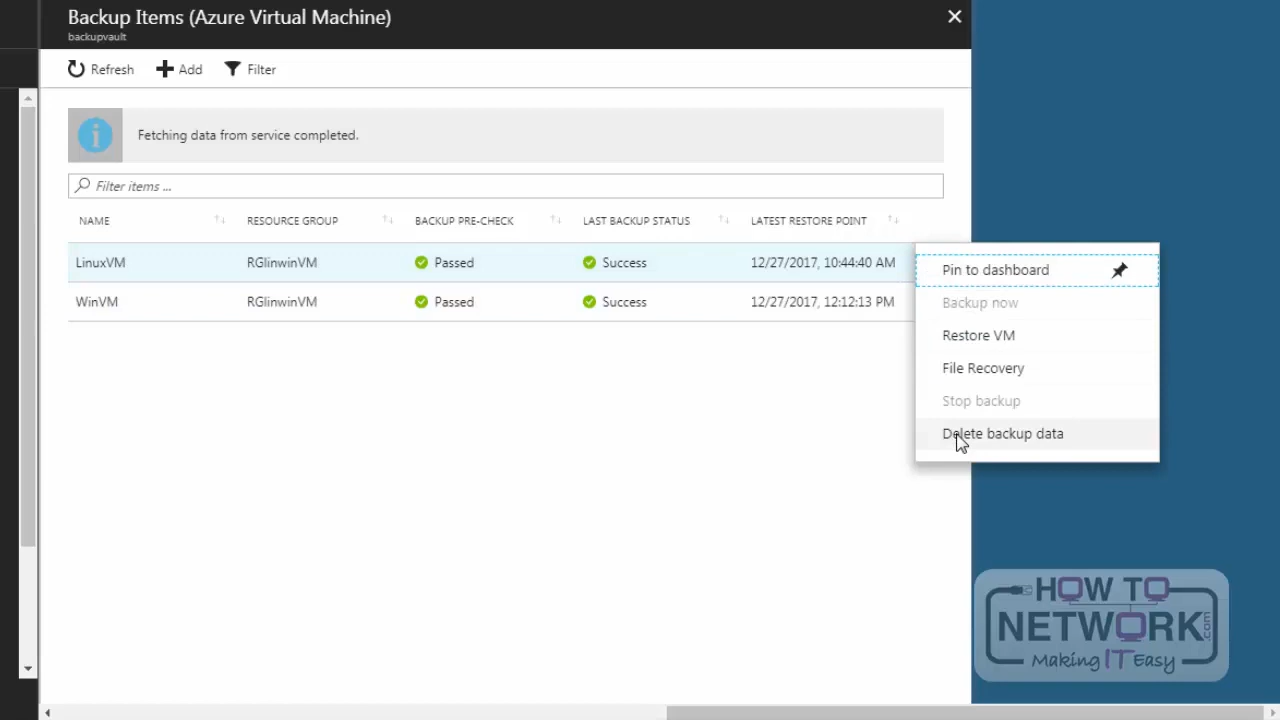 Backup Items (Azure Virtual Machine)
backupvault
Refresh Add Filter
Fetching data from service completed.
Filter items ...
NAME RESOURCE GROUP BACKUP PRE-CHECK LAST BACKUP STATUS LATEST RESTORE POINT
LinuxVM RGlinwinVM Passed Success 12/27/2017, 10:44:40 AM
WinVM RGlinwinVM Passed Success 12/27/2017, 12:12:13 PM
Pin to dashboard
Backup now
Restore VM
File Recovery
Stop backup
Delete backup data
HOW TO
NETWORK.com
Making IT Easy